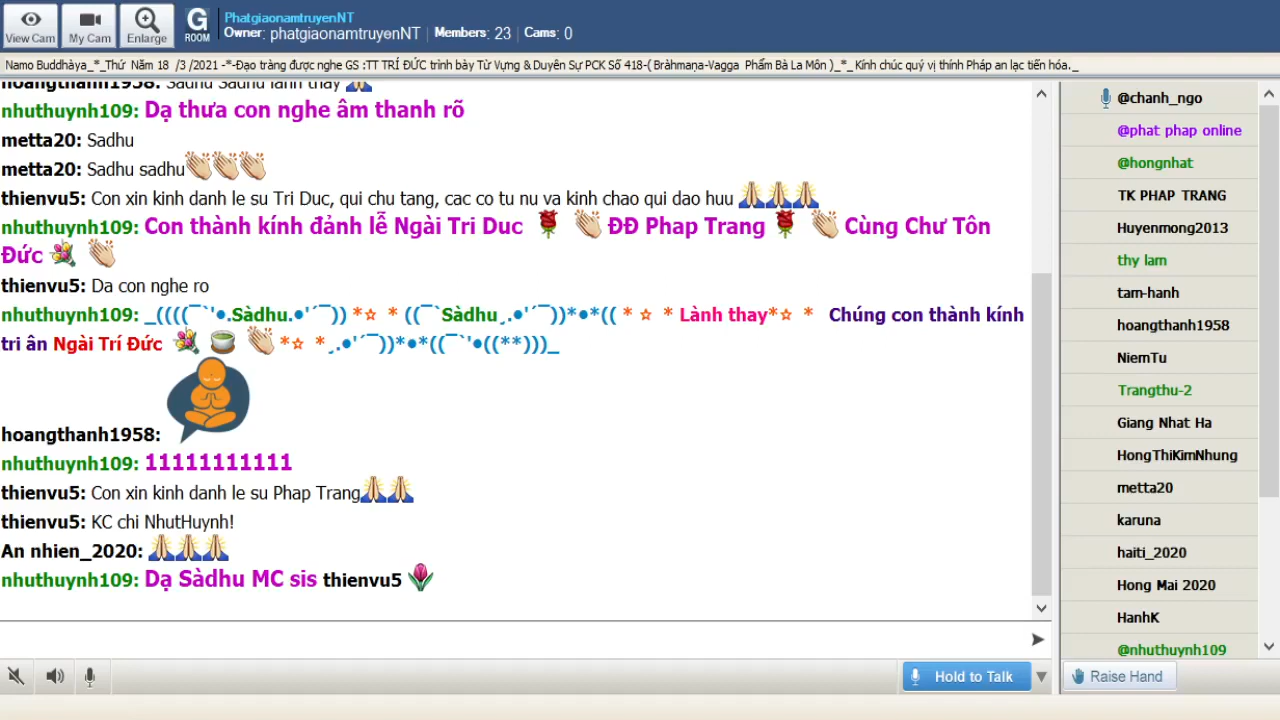 View Cam
My Cam
Enlarge
G
ROOM
PhatgiaonamtruyenNT
Owner: phatgiaonamtruyenNT | Members: 23 | Cams: 0
Namo Buddhàya_*_Thứ Năm 18 /3 /2021 -*-Đạo tràng được nghe GS :TT TRÍ ĐỨC trình bày Từ Vựng & Duyên Sự PCK Số 418-( Bràhmaṇa-Vagga Phẩm Bà La Môn )_*_ Kính chúc quý vị thính Pháp an lạc tiến hóa._
hoangthanh1958: Sadhu Sadhu lành thay
nhuthuynh109: Dạ thưa con nghe âm thanh rõ
metta20: Sadhu
metta20: Sadhu sadhu
thienvu5: Con xin kinh danh le su Tri Duc, qui chu tang, cac co tu nu va kinh chao qui dao huu
nhuthuynh109: Con thành kính đảnh lễ Ngài Tri Duc ĐĐ Phap Trang Cùng Chư Tôn
Đức
thienvu5: Da con nghe ro
nhuthuynh109: _((((¯`'•.Sàdhu.•'´¯)) *☆ * ((¯`Sàdhu¸.•'´¯))*•*(( * ☆ * Lành thay*☆ * Chúng con thành kính
tri ân Ngài Trí Đức *☆ *¸.•'´¯))*•*((¯`'•((**)))_
hoangthanh1958:
nhuthuynh109: 11111111111
thienvu5: Con xin kinh danh le su Phap Trang
thienvu5: KC chi NhutHuynh!
An nhien_2020:
nhuthuynh109: Dạ Sàdhu MC sis thienvu5
Hold to Talk
@chanh_ngo
@phat phap online
@hongnhat
TK PHAP TRANG
Huyenmong2013
thy lam
tam-hanh
hoangthanh1958
NiemTu
Trangthu-2
Giang Nhat Ha
HongThiKimNhung
metta20
karuna
haiti_2020
Hong Mai 2020
HanhK
@nhuthuynh109
Raise Hand